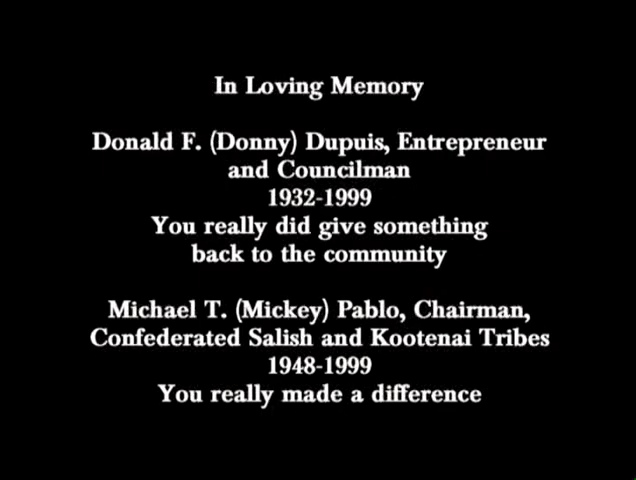 In Loving Memory
Donald F. (Donny) Dupuis, Entrepreneur
and Councilman
1932-1999
You really did give something
back to the community
Michael T. (Mickey) Pablo, Chairman,
Confederated Salish and Kootenai Tribes
1948-1999
You really made a difference